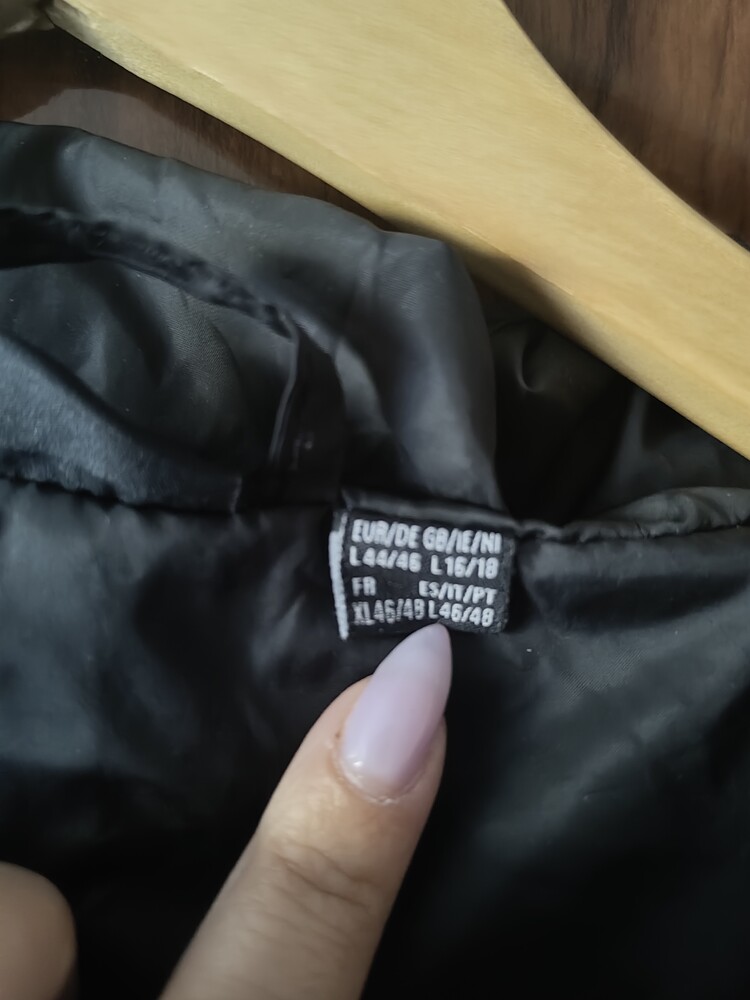 EUR/DE GB/IE/NI
L 44/46 L 16/18
FR ES/IT/PT
XL46/48 L46/48